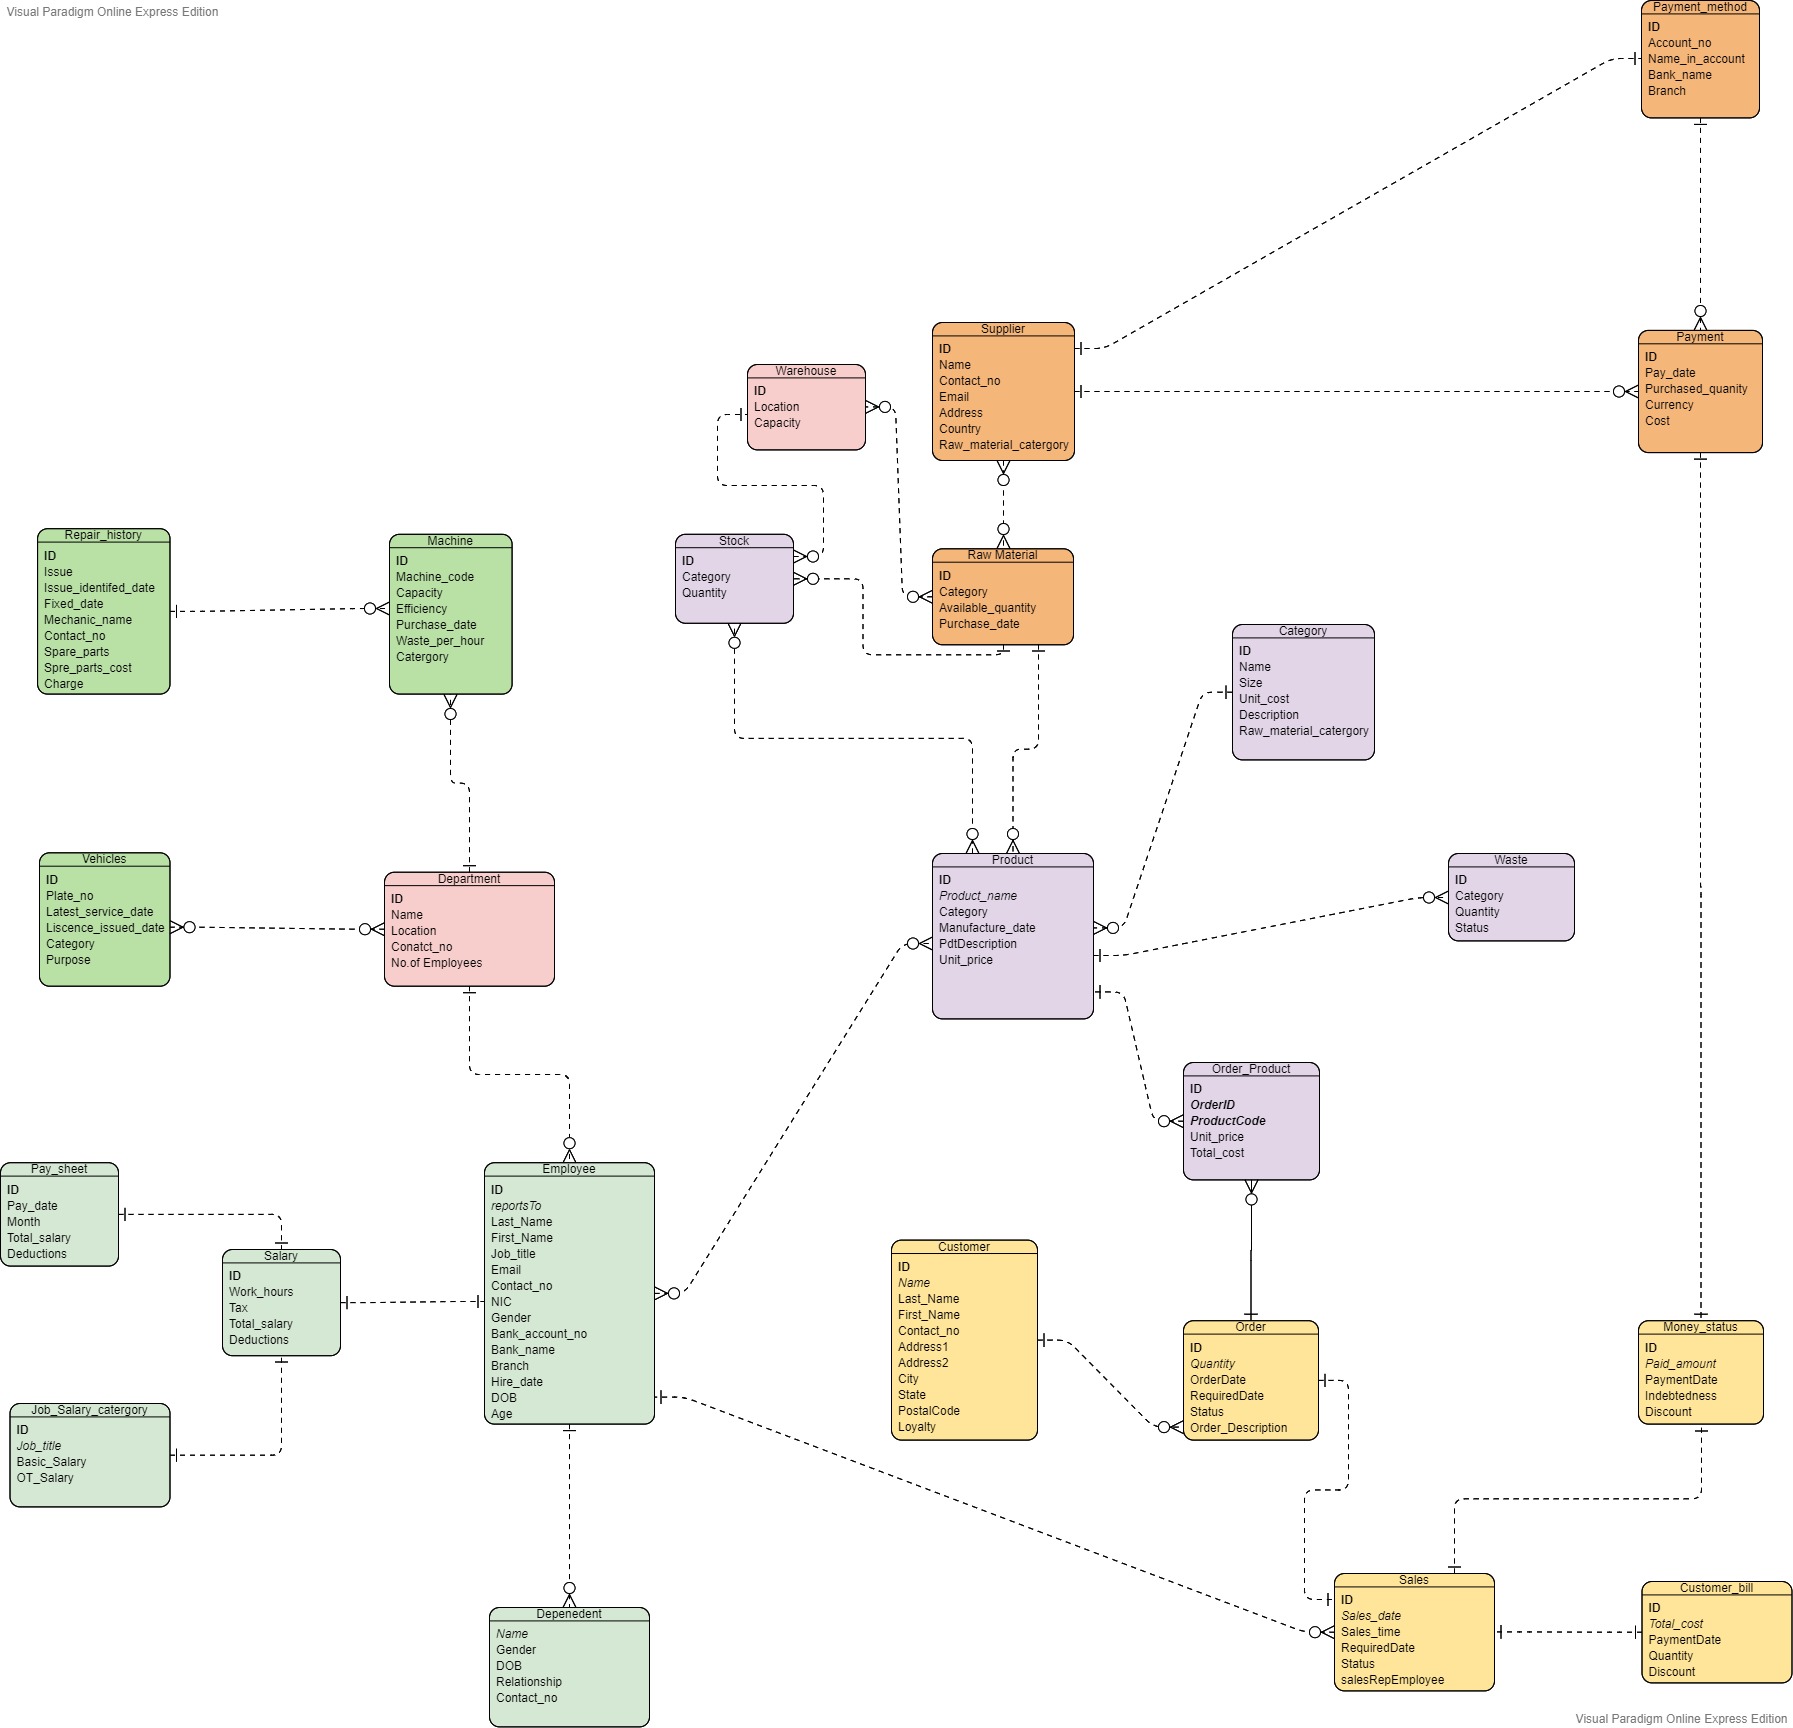 Visual Paradigm Online Express Edition
Payment_method
ID
Account_no
Name_in_account
Bank_name
Branch
Supplier
ID
Name
Contact_no
Email
Address
Country
Raw_material_catergory
Payment
ID
Pay_date
Purchased_quanity
Currency
Cost
Warehouse
ID
Location
Capacity
Repair_history
ID
Issue
Issue_identifed_date
Fixed_date
Mechanic_name
Contact_no
Spare_parts
Spre_parts_cost
Charge
Machine
ID
Machine_code
Capacity
Efficiency
Purchase_date
Waste_per_hour
Catergory
Stock
ID
Category
Quantity
Raw Material
ID
Category
Available_quantity
Purchase_date
Category
ID
Name
Size
Unit_cost
Description
Raw_material_catergory
Vehicles
ID
Plate_no
Latest_service_date
Liscence_issued_date
Category
Purpose
Department
ID
Name
Location
Conatct_no
No.of Employees
Product
ID
Product_name
Category
Manufacture_date
PdtDescription
Unit_price
Waste
ID
Category
Quantity
Status
Order_Product
ID
OrderID
ProductCode
Unit_price
Total_cost
Pay_sheet
ID
Pay_date
Month
Total_salary
Deductions
Salary
ID
Work_hours
Tax
Total_salary
Deductions
Employee
ID
reportsTo
Last_Name
First_Name
Job_title
Email
Contact_no
NIC
Gender
Bank_account_no
Bank_name
Branch
Hire_date
DOB
Age
Customer
ID
Name
Last_Name
First_Name
Contact_no
Address1
Address2
City
State
PostalCode
Loyalty
Order
ID
Quantity
OrderDate
RequiredDate
Status
Order_Description
Money_status
ID
Paid_amount
PaymentDate
Indebtedness
Discount
Job_Salary_catergory
ID
Job_title
Basic_Salary
OT_Salary
Depenedent
Name
Gender
DOB
Relationship
Contact_no
Sales
ID
Sales_date
Sales_time
RequiredDate
Status
salesRepEmployee
Customer_bill
ID
Total_cost
PaymentDate
Quantity
Discount
Visual Paradigm Online Express Edition